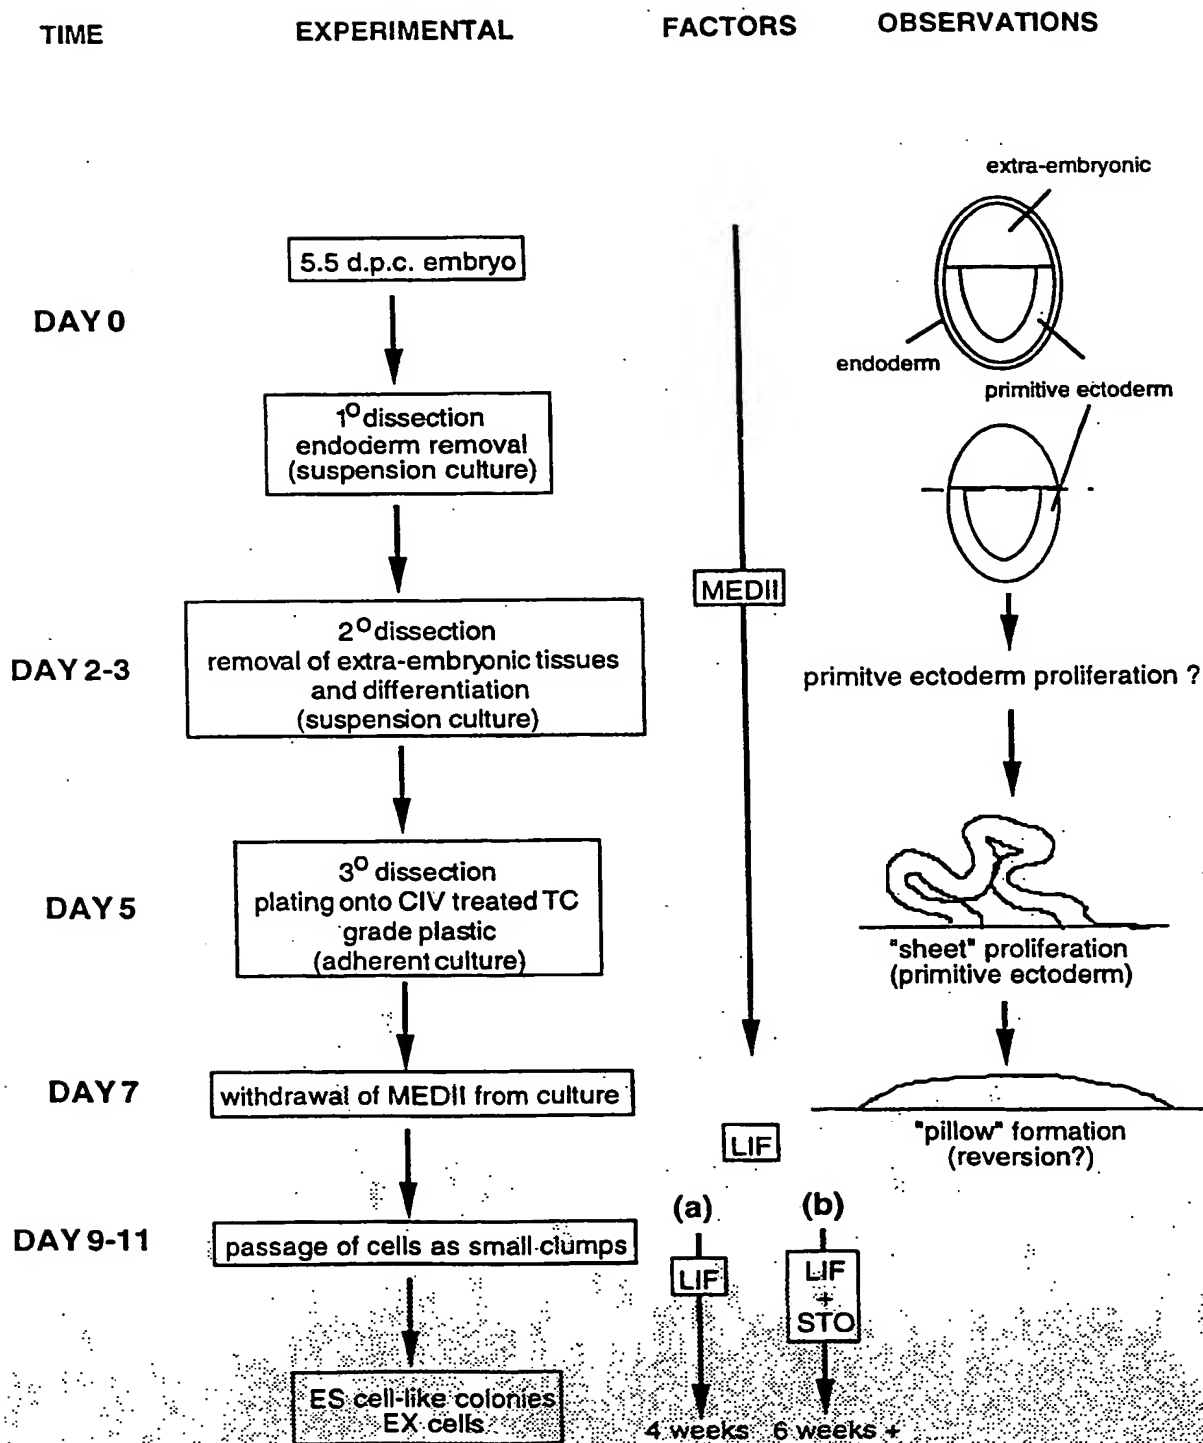 TIME EXPERIMENTAL FACTORS OBSERVATIONS
extra-embryonic
5.5 d.p.c. embryo
DAY 0
endoderm
primitive ectoderm
1° dissection
endoderm removal
(suspension culture)
MEDII
2° dissection
DAY 2-3
removal of extra-embryonic tissues
and differentiation
(suspension culture)
primitve ectoderm proliferation ?
3° dissection
DAY 5
plating onto CIV treated TC
grade plastic
(adherent culture)
"sheet" proliferation
(primitive ectoderm)
DAY 7
withdrawal of MEDII from culture
"pillow" formation
(reversion?)
LIF
(a) (b)
DAY 9-11
passage of cells as small clumps
LIF
LIF
+
STO
ES cell-like colonies
EX cells
4 weeks 6 weeks +